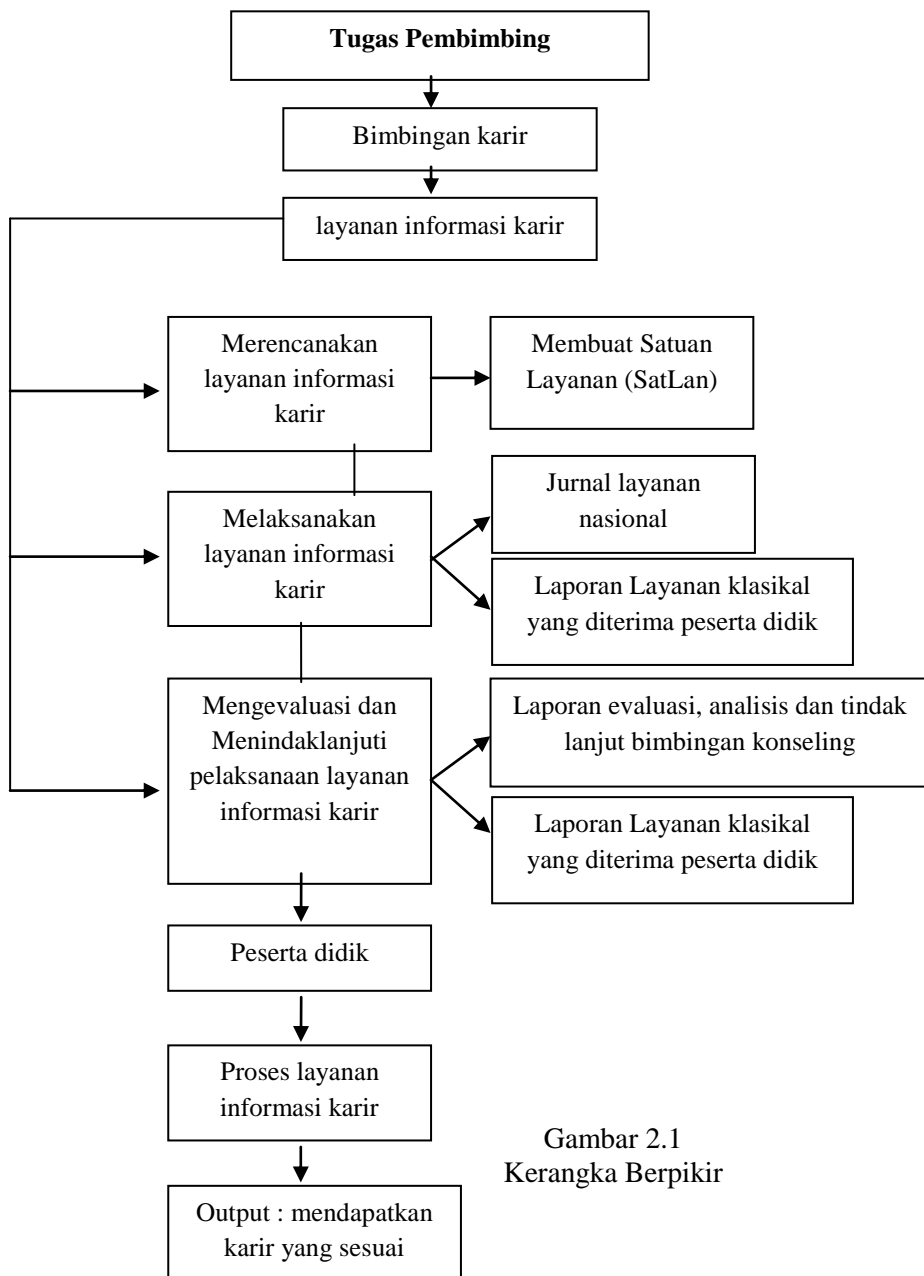 Tugas Pembimbing
Bimbingan karir
layanan informasi karir
Merencanakan
layanan informasi
karir
Membuat Satuan
Layanan (SatLan)
Melaksanakan
layanan informasi
karir
Jurnal layanan
nasional
Laporan Layanan klasikal
yang diterima peserta didik
Mengevaluasi dan
Menindaklanjuti
pelaksanaan layanan
informasi karir
Laporan evaluasi, analisis dan tindak
lanjut bimbingan konseling
Laporan Layanan klasikal
yang diterima peserta didik
Peserta didik
Proses layanan
informasi karir
Output : mendapatkan
karir yang sesuai
Gambar 2.1
Kerangka Berpikir